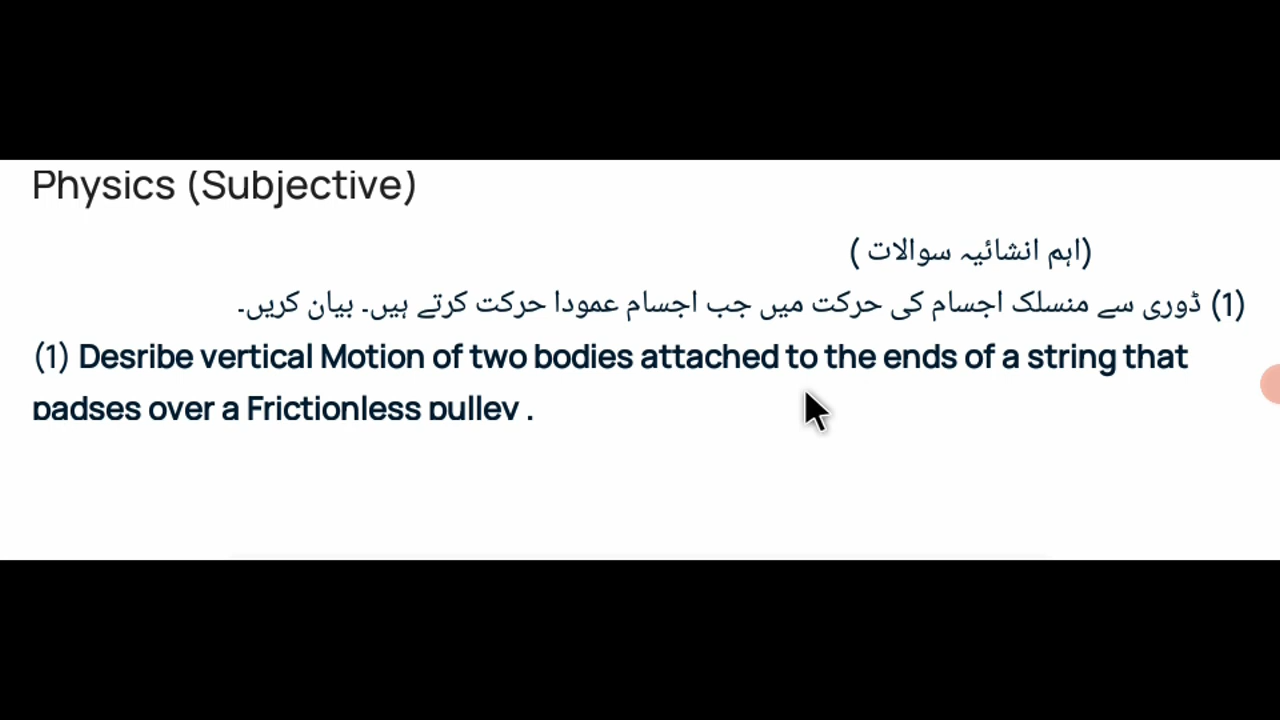 Physics (Subjective)
(اہم انشائیہ سوالات )
(1) ڈوری سے منسلک اجسام کی حرکت میں جب اجسام عمودا حرکت کرتے ہیں۔ بیان کریں۔
(1) Desribe vertical Motion of two bodies attached to the ends of a string that
padses over a Frictionless pulley .